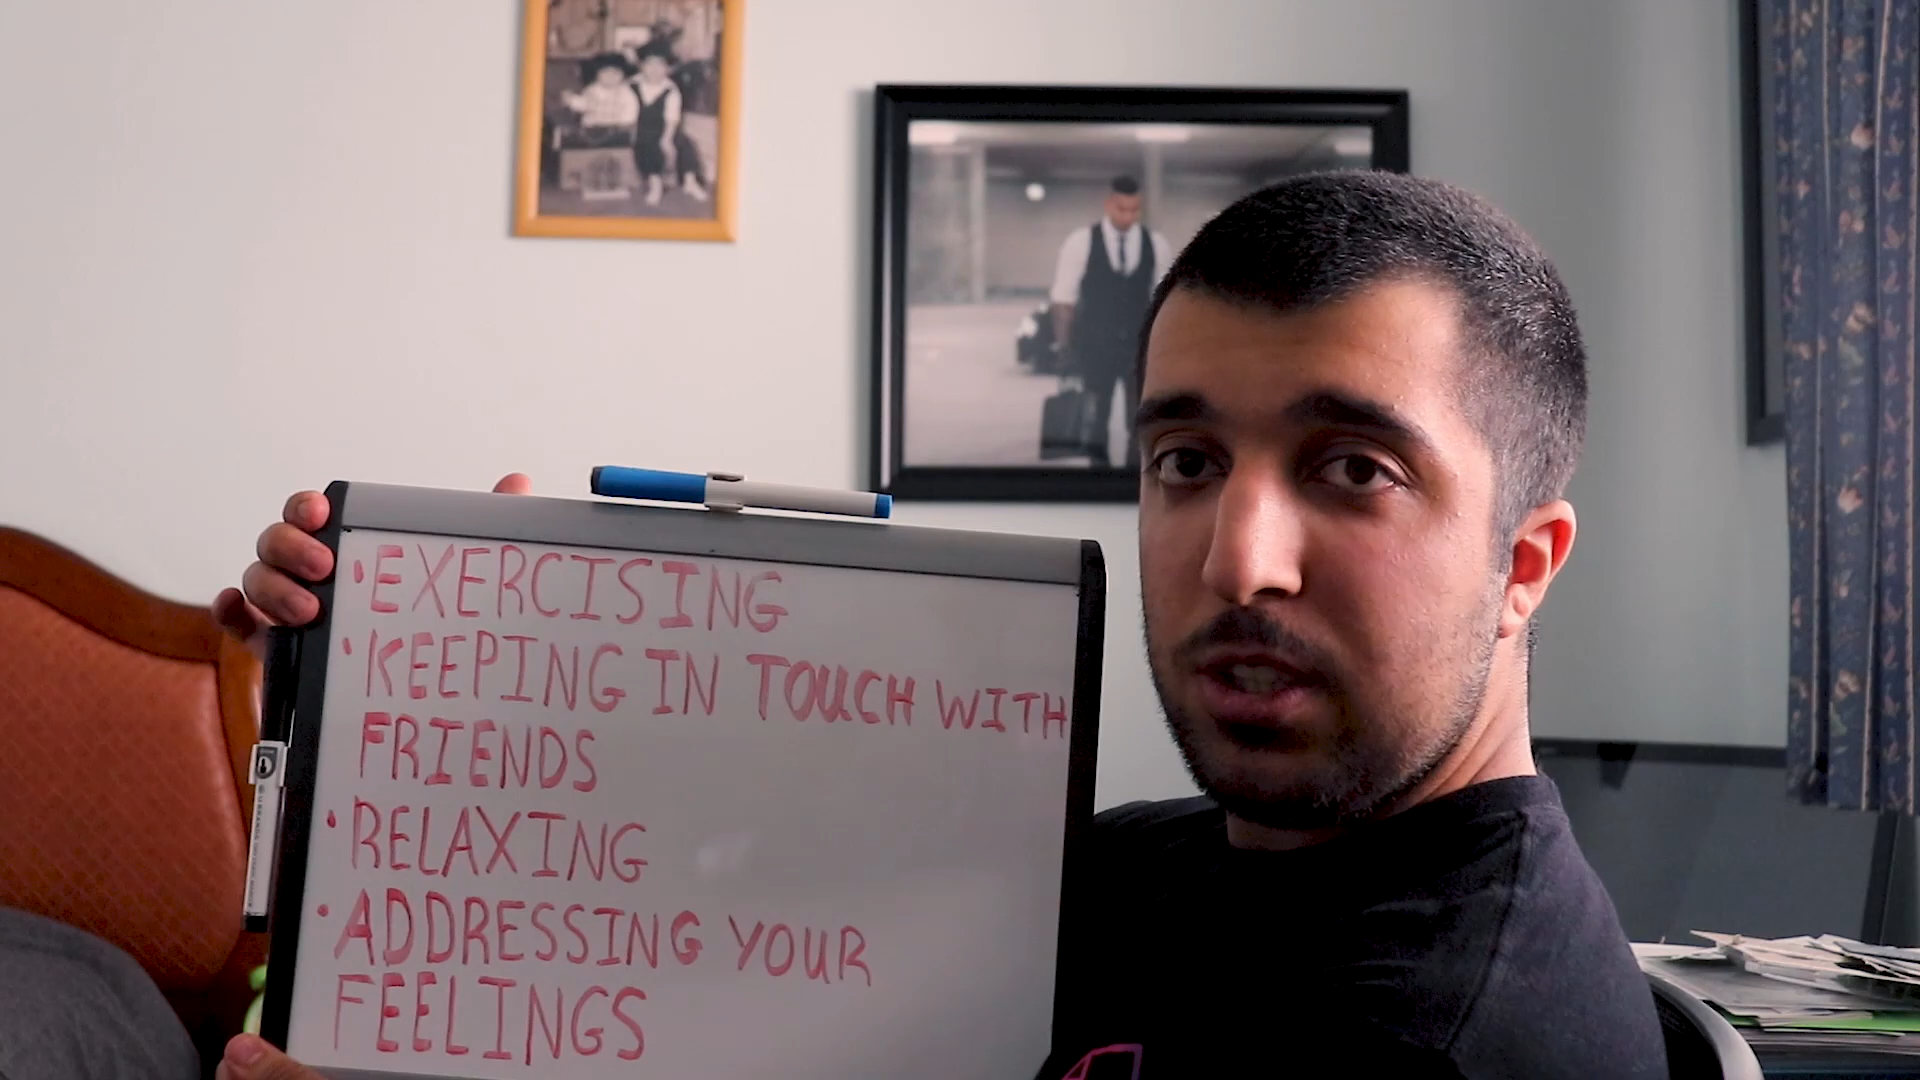 • EXERCISING
• KEEPING IN TOUCH WITH
FRIENDS
• RELAXING
• ADDRESSING YOUR
FEELINGS